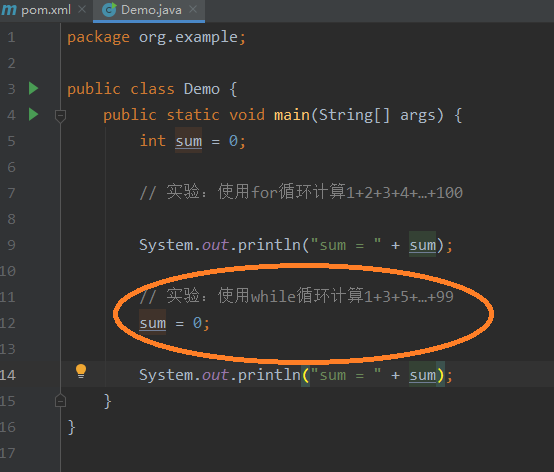 pom.xml
Demo.java
1 package org.example;
2
3 public class Demo {
4 public static void main(String[] args) {
5 int sum = 0;
6
7 // 实验：使用for循环计算1+2+3+4+…+100
8
9 System.out.println("sum = " + sum);
10
11 // 实验：使用while循环计算1+3+5+…+99
12 sum = 0;
13
14 System.out.println("sum = " + sum);
15 }
16 }
17